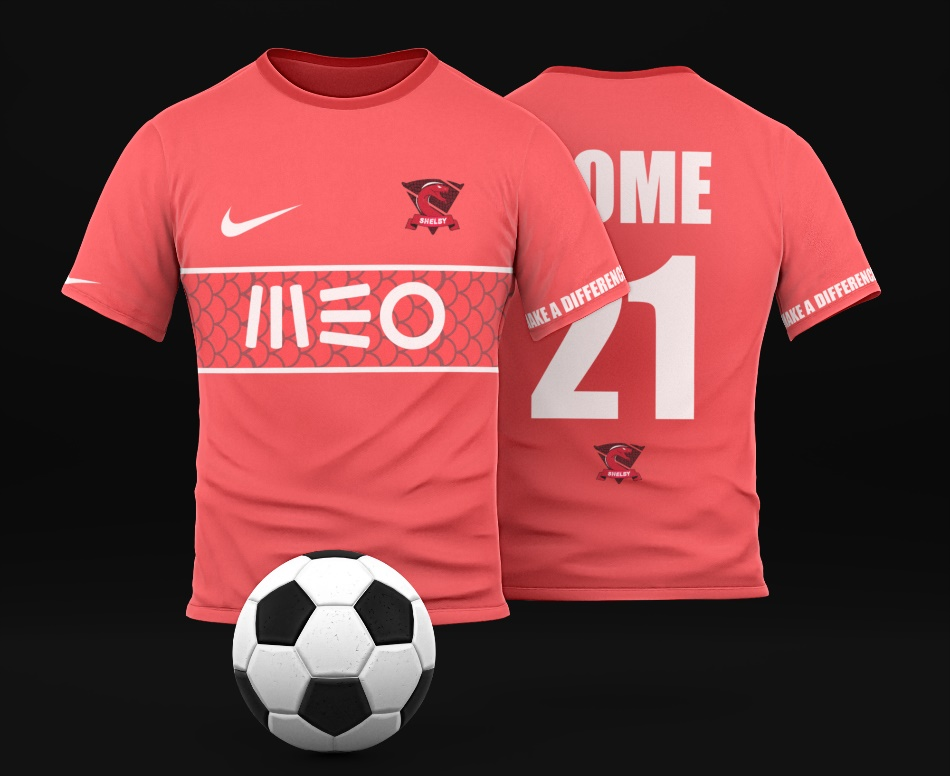 SHELBY
MEO
AKE A DIFFERENC
OME
21
SHELBY
AKE A DIFFERENC